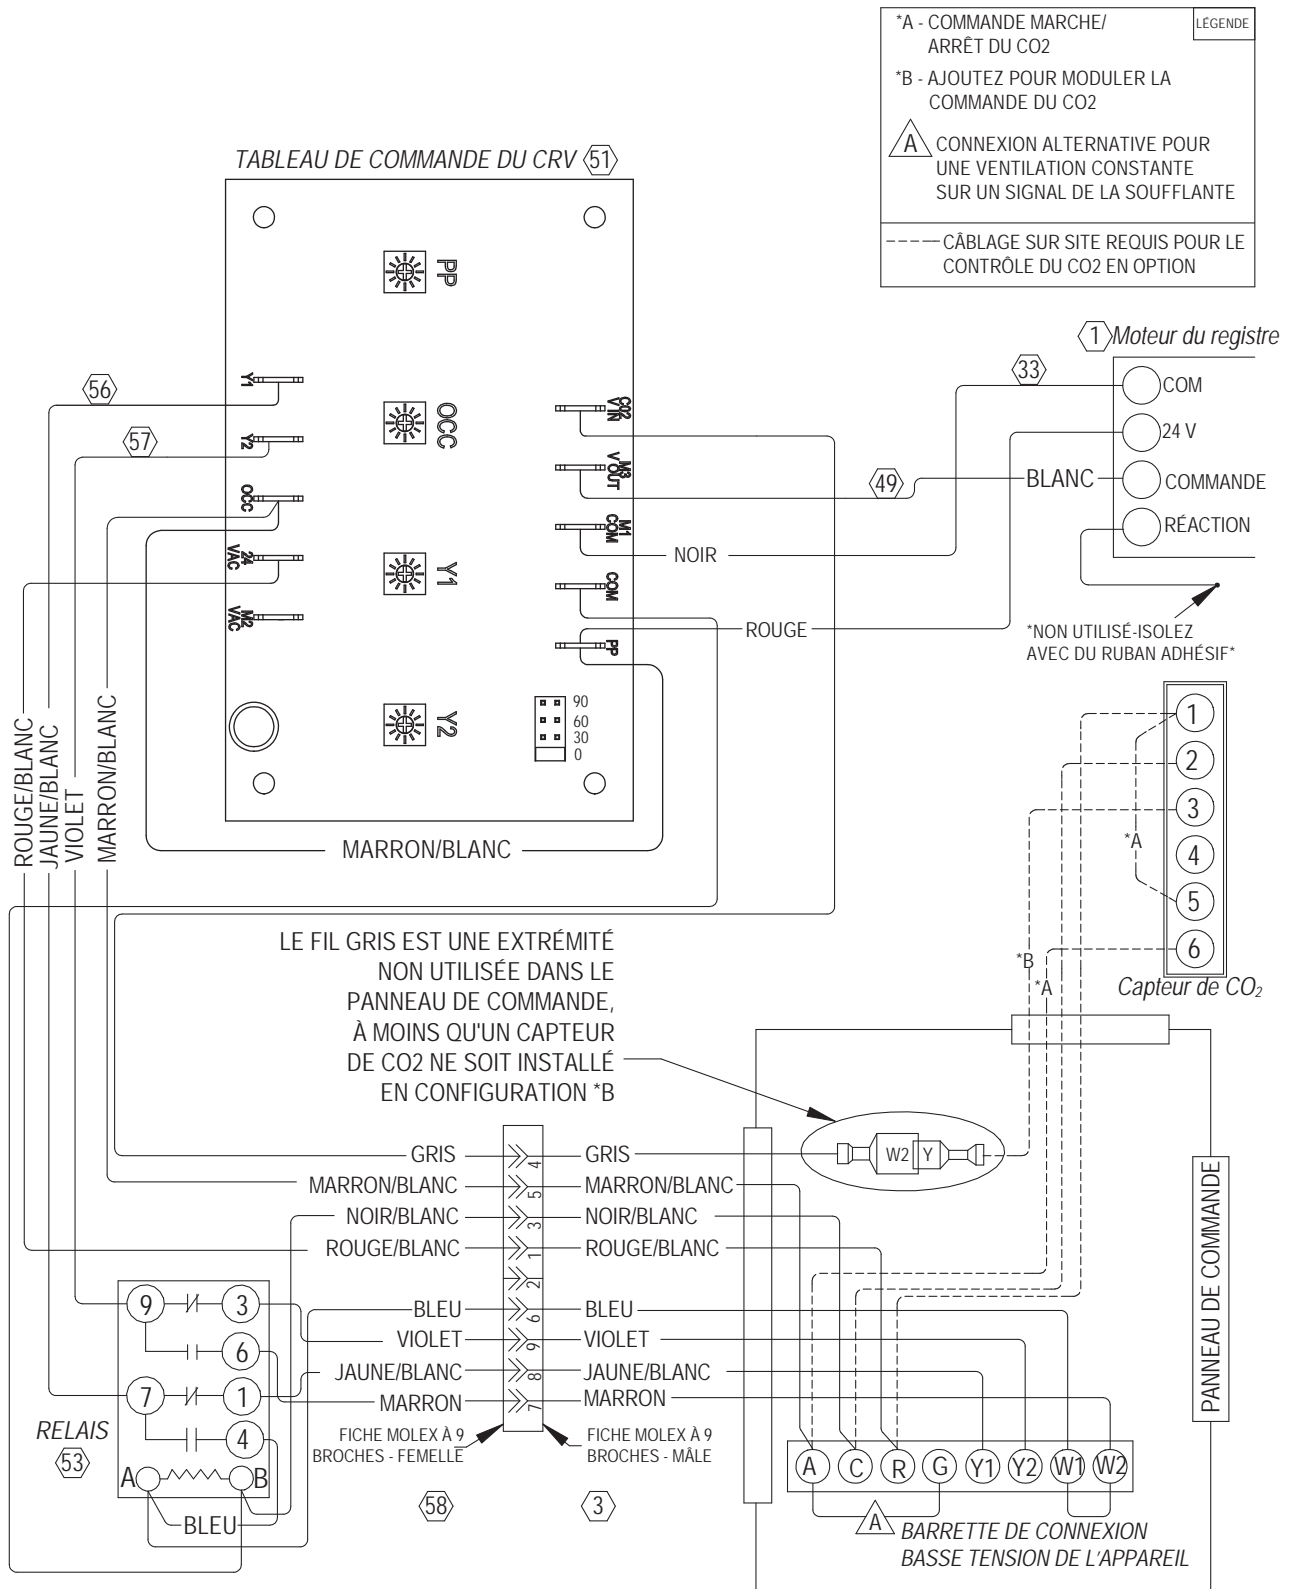 *A - COMMANDE MARCHE/
ARRÊT DU CO2
LÉGENDE
*B - AJOUTEZ POUR MODULER LA
COMMANDE DU CO2
A CONNEXION ALTERNATIVE POUR
UNE VENTILATION CONSTANTE
SUR UN SIGNAL DE LA SOUFFLANTE
CÂBLAGE SUR SITE REQUIS POUR LE
CONTRÔLE DU CO2 EN OPTION
TABLEAU DE COMMANDE DU CRV 51
PP
OCC
Y1
Y2
Y1
Y2
OCC
24
VAC
M2
VAC
C02
V IN
M3
V OUT
M1
COM
COM
PP
90
60
30
0
56
57
33
49
1 Moteur du registre
COM
24 V
COMMANDE
RÉACTION
BLANC
NOIR
ROUGE
*NON UTILISÉ-ISOLEZ
AVEC DU RUBAN ADHÉSIF*
ROUGE/BLANC
JAUNE/BLANC
VIOLET
MARRON/BLANC
MARRON/BLANC
1
2
3
4
5
6
*A
*B
*A
Capteur de CO₂
LE FIL GRIS EST UNE EXTRÉMITÉ
NON UTILISÉE DANS LE
PANNEAU DE COMMANDE,
À MOINS QU'UN CAPTEUR
DE CO2 NE SOIT INSTALLÉ
EN CONFIGURATION *B
W2 Y
PANNEAU DE COMMANDE
GRIS 4 GRIS
MARRON/BLANC 5 MARRON/BLANC
NOIR/BLANC 3 NOIR/BLANC
ROUGE/BLANC 1 ROUGE/BLANC
2
BLEU 6 BLEU
VIOLET 9 VIOLET
JAUNE/BLANC 8 JAUNE/BLANC
MARRON 7 MARRON
FICHE MOLEX À 9
BROCHES - FEMELLE
FICHE MOLEX À 9
BROCHES - MÂLE
58
3
9 3
6
7 1
4
A B
RELAIS
53
BLEU
A C R G Y1 Y2 W1 W2
A
BARRETTE DE CONNEXION
BASSE TENSION DE L'APPAREIL